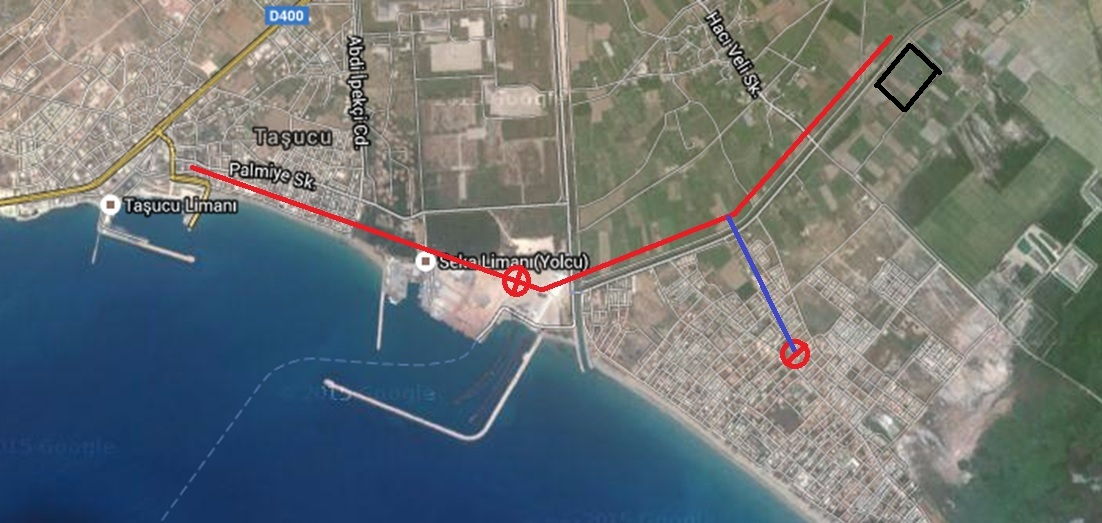 D400
Abdi İpekçi Cd.
Hacı Veli Sk.
Google
Taşucu
Palmiye Sk.
Taşucu Limanı
Seka Limanı(Yolcu)
© 2015 Google
2015 Google
2015 Google